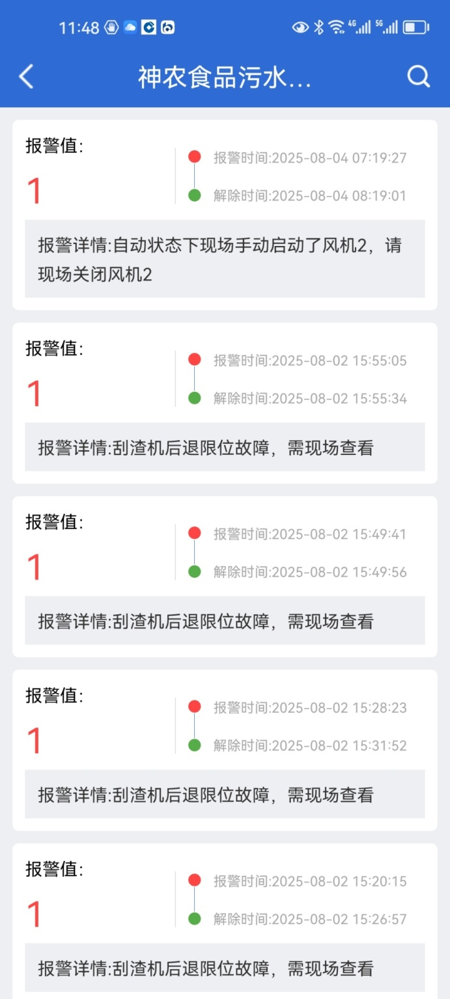 11:48 4G 5G
神农食品污水...
报警值:
1
报警时间:2025-08-04 07:19:27
解除时间:2025-08-04 08:19:01
报警详情:自动状态下现场手动启动了风机2，请
现场关闭风机2
报警值:
1
报警时间:2025-08-02 15:55:05
解除时间:2025-08-02 15:55:34
报警详情:刮渣机后退限位故障，需现场查看
报警值:
1
报警时间:2025-08-02 15:49:41
解除时间:2025-08-02 15:49:56
报警详情:刮渣机后退限位故障，需现场查看
报警值:
1
报警时间:2025-08-02 15:28:23
解除时间:2025-08-02 15:31:52
报警详情:刮渣机后退限位故障，需现场查看
报警值:
1
报警时间:2025-08-02 15:20:15
解除时间:2025-08-02 15:26:57
报警详情:刮渣机后退限位故障，需现场查看